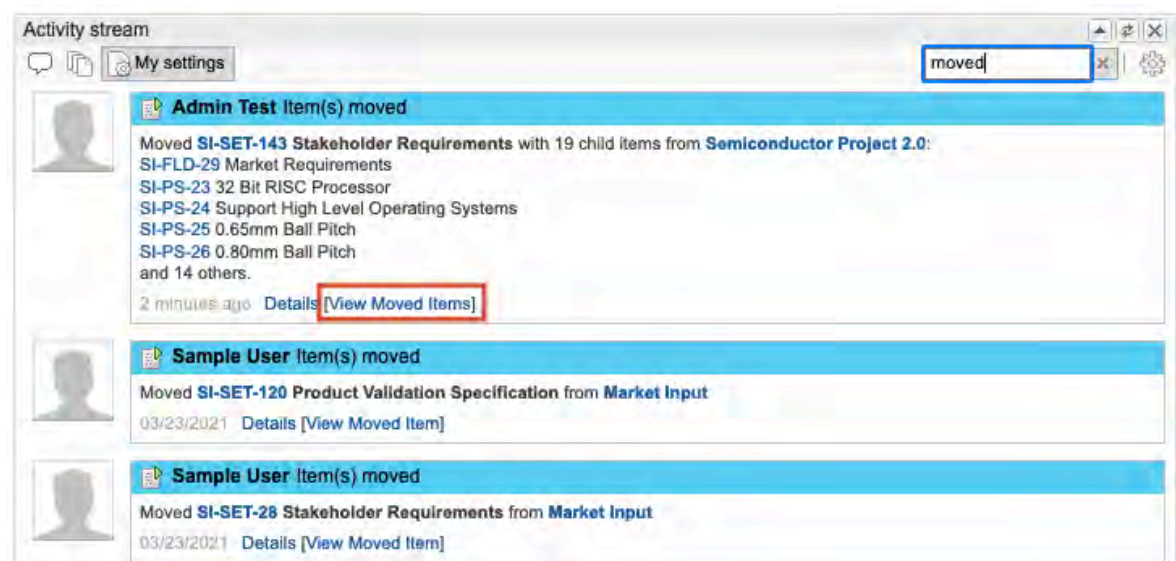 Activity stream
My settings
moved
Admin Test Item(s) moved
Moved SI-SET-143 Stakeholder Requirements with 19 child items from Semiconductor Project 2.0:
SI-FLD-29 Market Requirements
SI-PS-23 32 Bit RISC Processor
SI-PS-24 Support High Level Operating Systems
SI-PS-25 0.65mm Ball Pitch
SI-PS-26 0.80mm Ball Pitch
and 14 others.
2 minutes ago Details [View Moved Items]
Sample User Item(s) moved
Moved SI-SET-120 Product Validation Specification from Market Input
03/23/2021 Details [View Moved Item]
Sample User Item(s) moved
Moved SI-SET-28 Stakeholder Requirements from Market Input
03/23/2021 Details [View Moved Item]